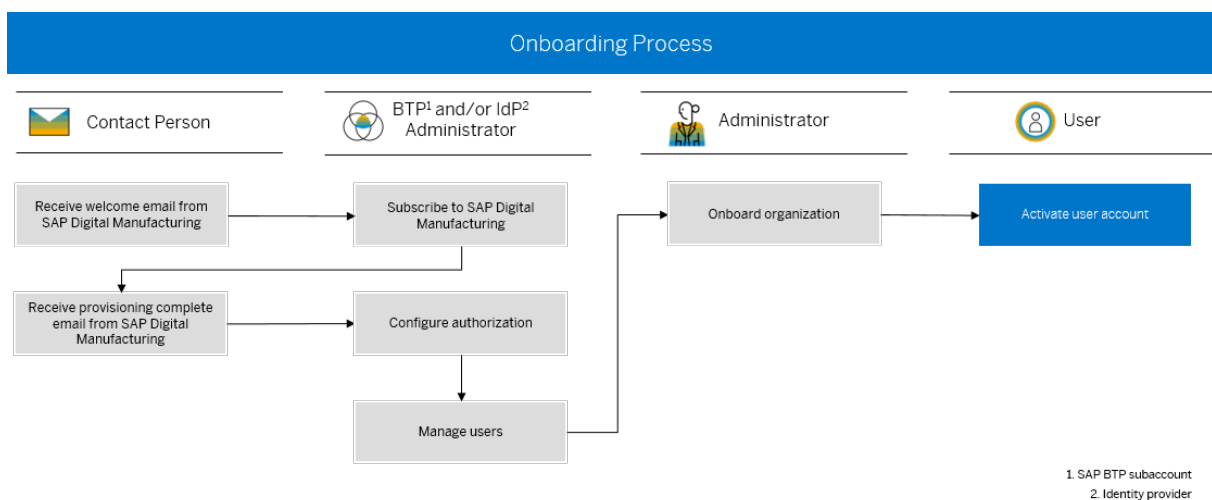 Onboarding Process
Contact Person
BTP¹ and/or IdP²
Administrator
Administrator
User
Receive welcome email from
SAP Digital Manufacturing
Subscribe to SAP Digital
Manufacturing
Onboard organization
Activate user account
Receive provisioning complete
email from SAP Digital
Manufacturing
Configure authorization
Manage users
1. SAP BTP subaccount
2. Identity provider